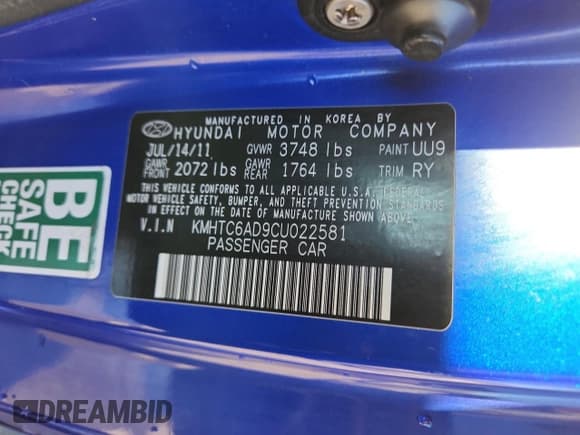 MANUFACTURED IN KOREA BY
HYUNDAI MOTOR COMPANY
JUL/14/11 GVWR 3748 lbs PAINT UU9
GAWR FRONT 2072 lbs GAWR REAR 1764 lbs TRIM RY
THIS VEHICLE CONFORMS TO ALL APPLICABLE U.S.A. FEDERAL
MOTOR VEHICLE SAFETY, BUMPER, AND THEFT PREVENTION STANDARDS
IN EFFECT ON THE DATE OF MANUFACTURE SHOWN ABOVE.
V.I.N KMHTC6AD9CU022581
PASSENGER CAR
BE
SAFE
CHECK
DREAMBID